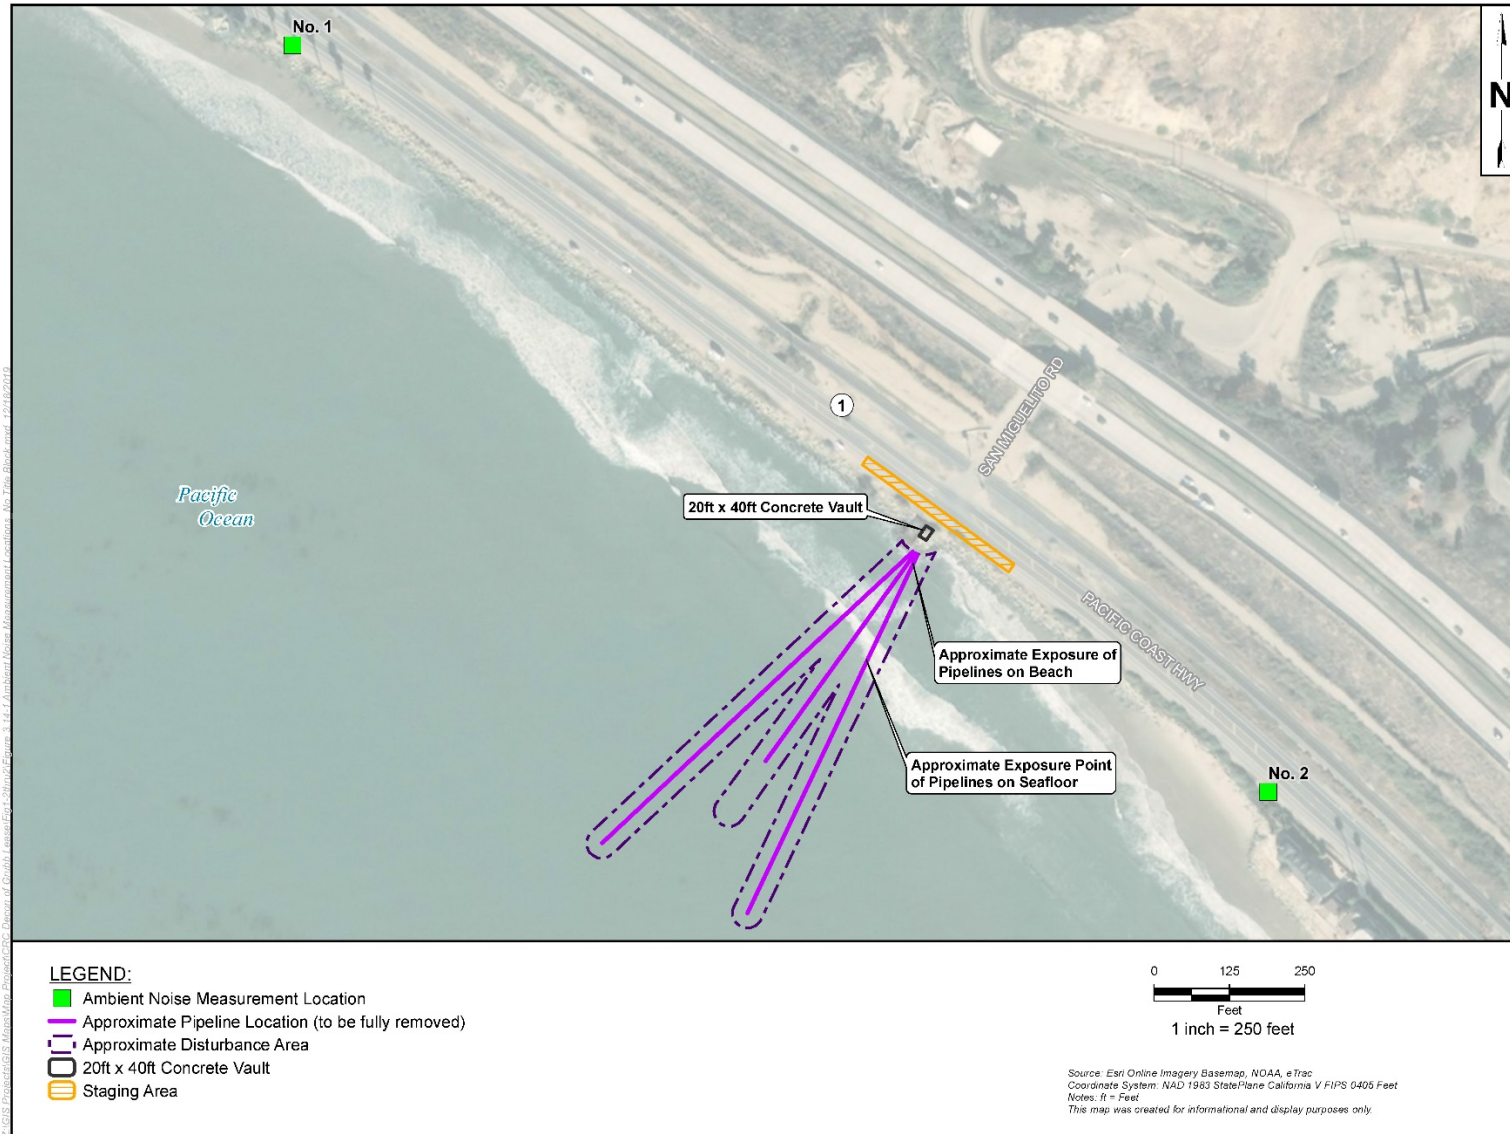 No. 1
N
1
SAN MIGUELITO RD
Pacific
Ocean
20ft x 40ft Concrete Vault
PACIFIC COAST HWY
Approximate Exposure of
Pipelines on Beach
Approximate Exposure Point
of Pipelines on Seafloor
No. 2
LEGEND:
Ambient Noise Measurement Location
Approximate Pipeline Location (to be fully removed)
Approximate Disturbance Area
20ft x 40ft Concrete Vault
Staging Area
0 125 250
Feet
1 inch = 250 feet
Source: Esri Online Imagery Basemap, NOAA, eTrac
Coordinate System: NAD 1983 StatePlane California V FIPS 0405 Feet
Notes: ft = Feet
This map was created for informational and display purposes only.